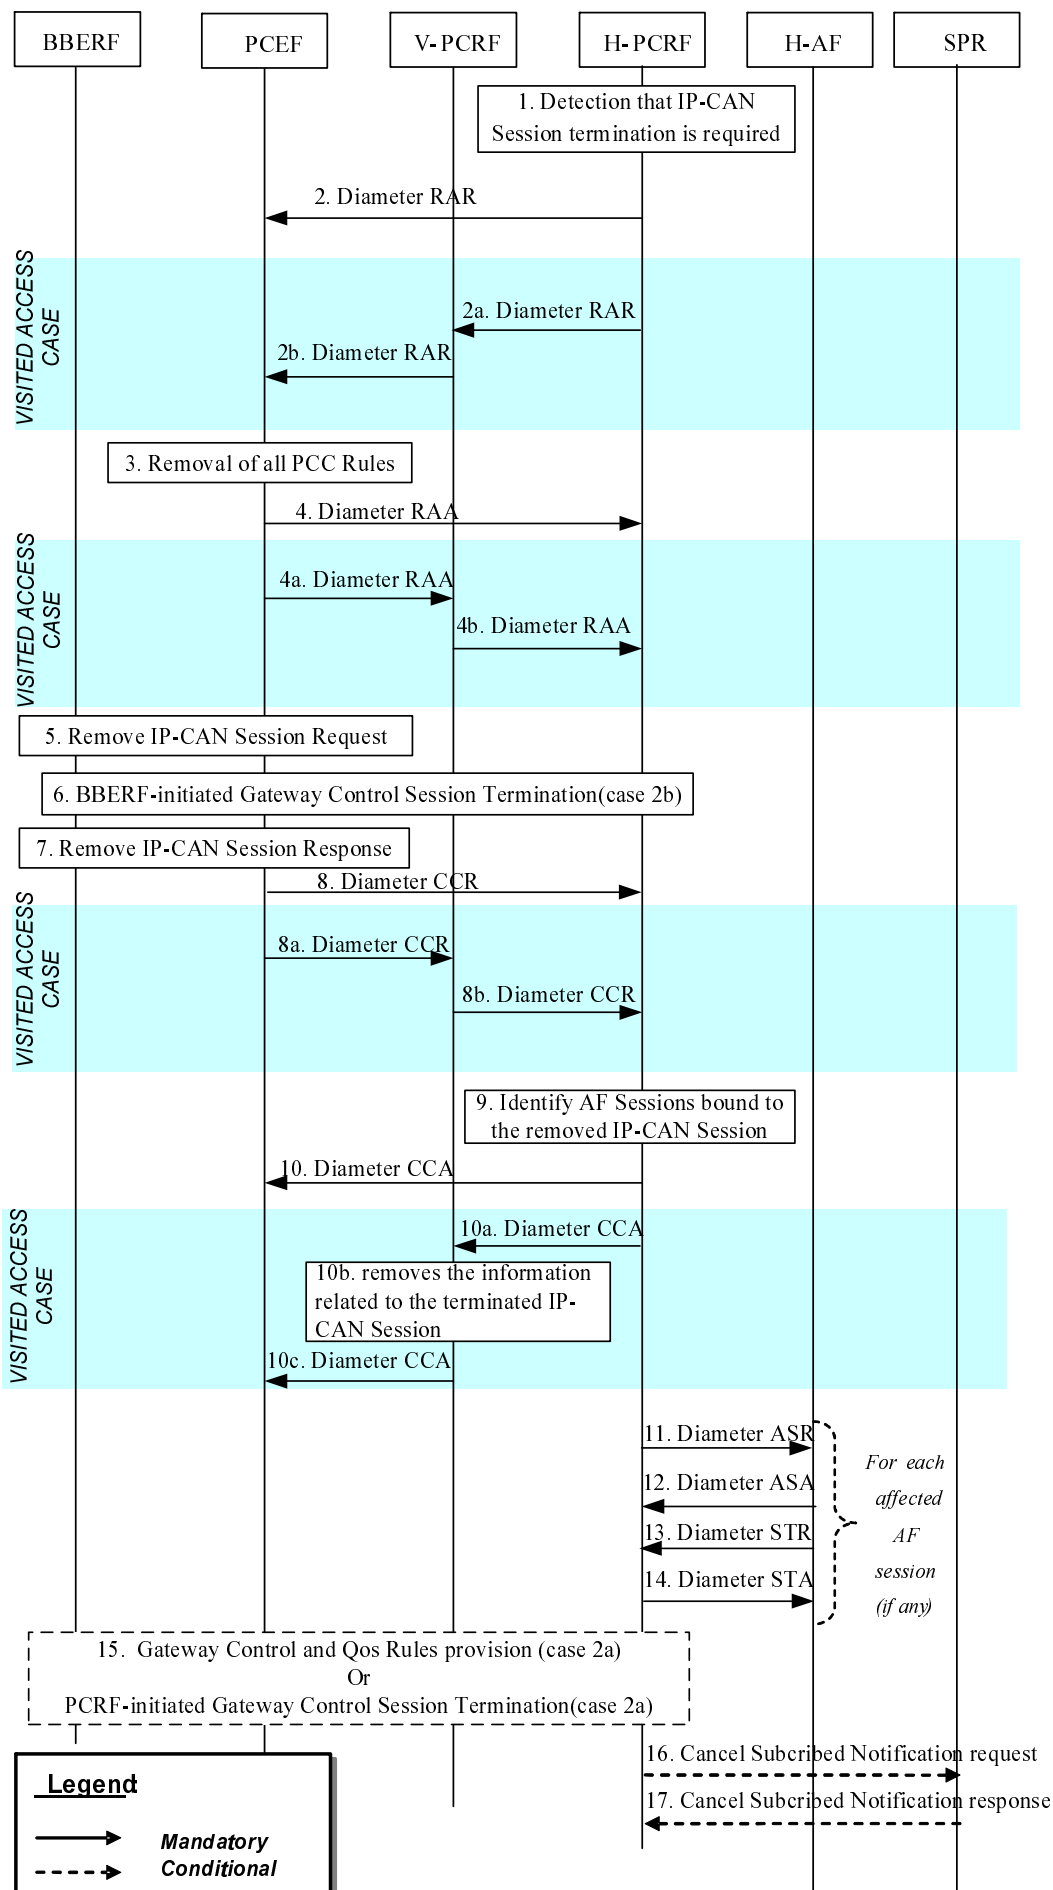 BBERF
PCEF
V-PCRF
H-PCRF
H-AF
SPR
1. Detection that IP-CAN
Session termination is required
2. Diameter RAR
VISITED ACCESS
CASE
2a. Diameter RAR
2b. Diameter RAR
3. Removal of all PCC Rules
4. Diameter RAA
VISITED ACCESS
CASE
4a. Diameter RAA
4b. Diameter RAA
5. Remove IP-CAN Session Request
6. BBERF-initiated Gateway Control Session Termination(case 2b)
7. Remove IP-CAN Session Response
8. Diameter CCR
VISITED ACCESS
CASE
8a. Diameter CCR
8b. Diameter CCR
9. Identify AF Sessions bound to
the removed IP-CAN Session
10. Diameter CCA
VISITED ACCESS
CASE
10a. Diameter CCA
10b. removes the information
related to the terminated IP-
CAN Session
10c. Diameter CCA
11. Diameter ASR
12. Diameter ASA
13. Diameter STR
14. Diameter STA
For each
affected
AF
session
(if any)
15. Gateway Control and Qos Rules provision (case 2a)
Or
PCRF-initiated Gateway Control Session Termination(case 2a)
16. Cancel Subcribed Notification request
17. Cancel Subcribed Notification response
Legend:
Mandatory
Conditional